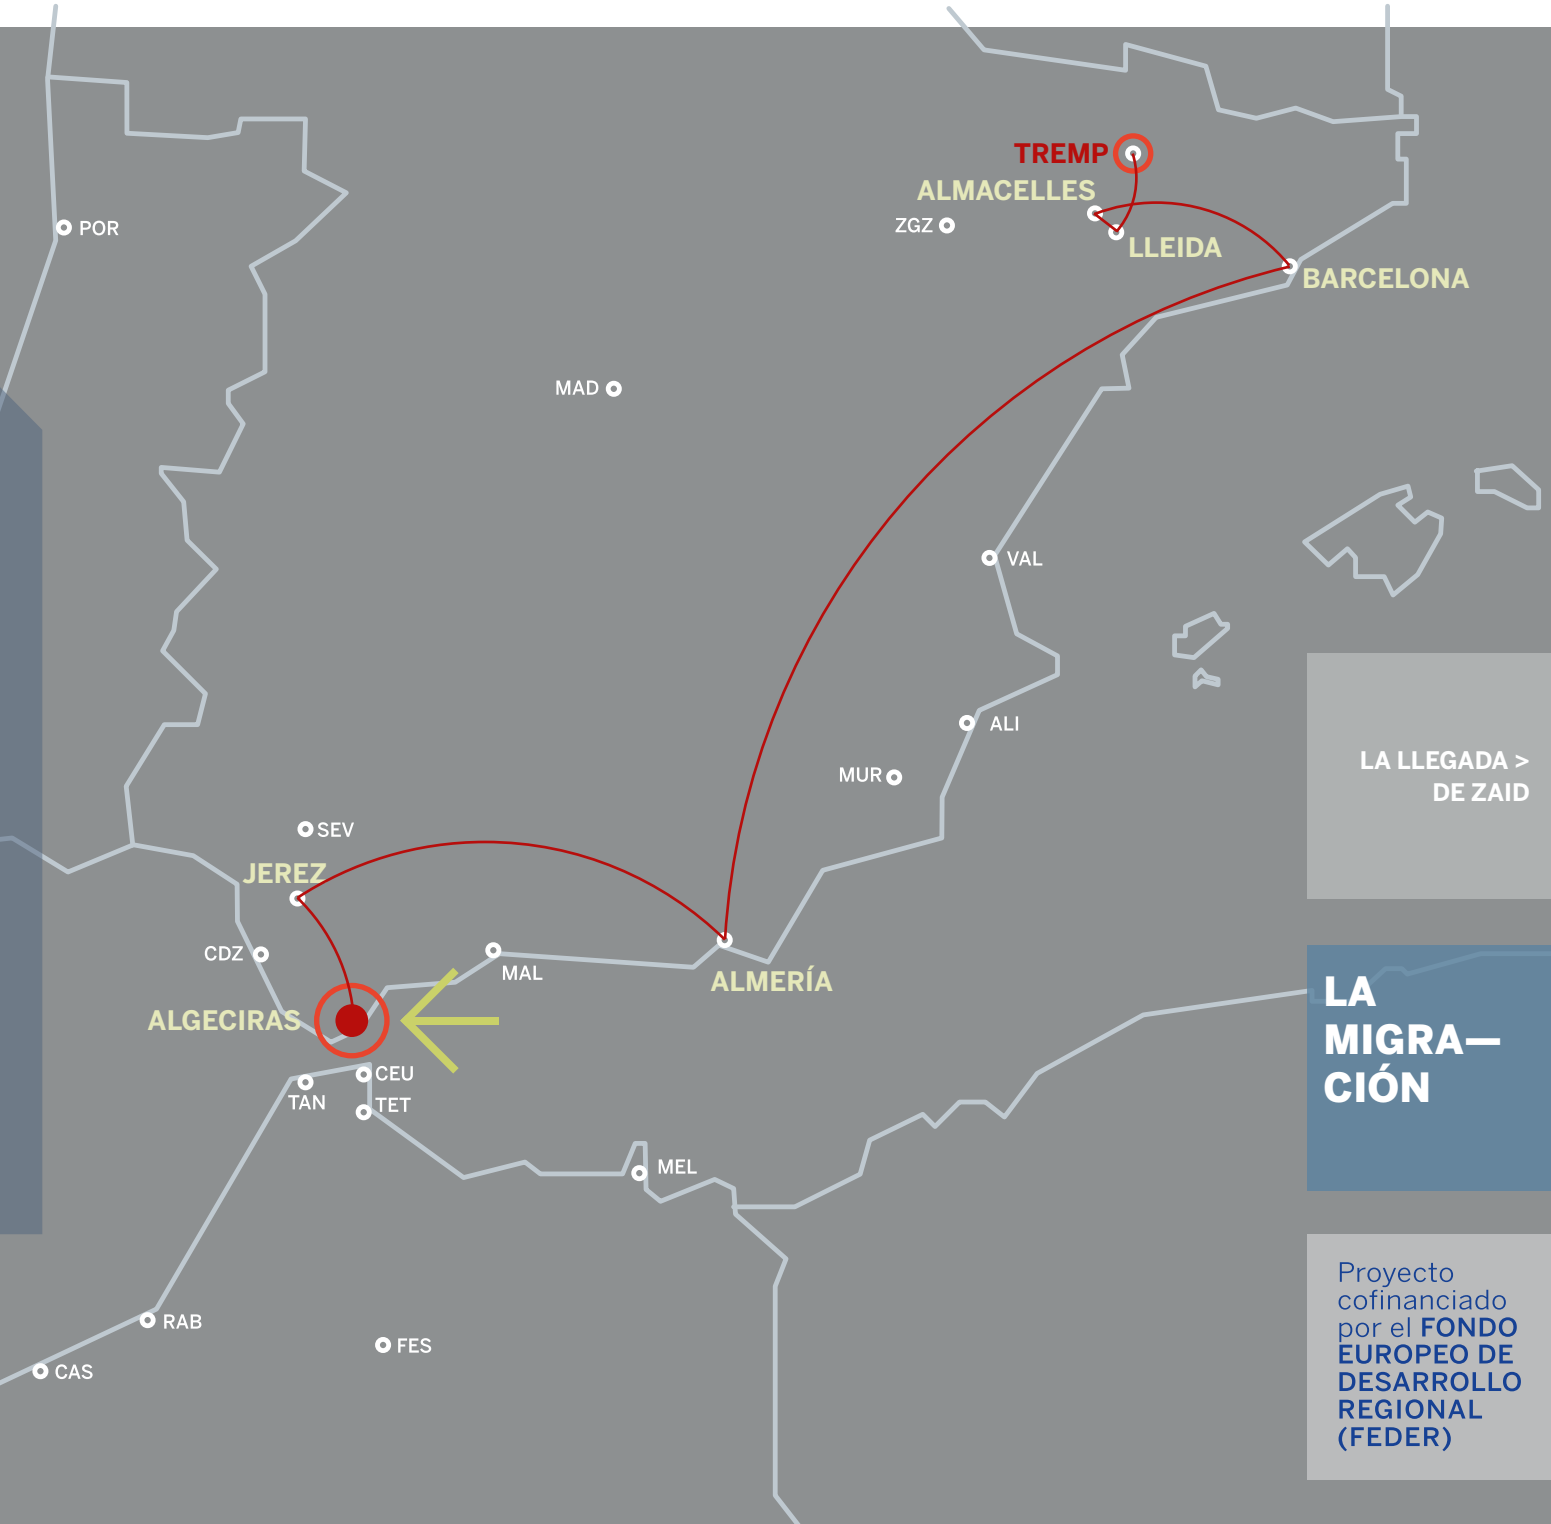 TREMP
ALMACELLES
POR
ZGZ
LLEIDA
BARCELONA
MAD
VAL
ALI
MUR
LA LLEGADA >
DE ZAID
SEV
JEREZ
CDZ
MAL
ALMERÍA
ALGECIRAS
LA
MIGRA—
CIÓN
CEU
TAN
TET
MEL
RAB
FES
CAS
Proyecto
cofinanciado
por el FONDO
EUROPEO DE
DESARROLLO
REGIONAL
(FEDER)